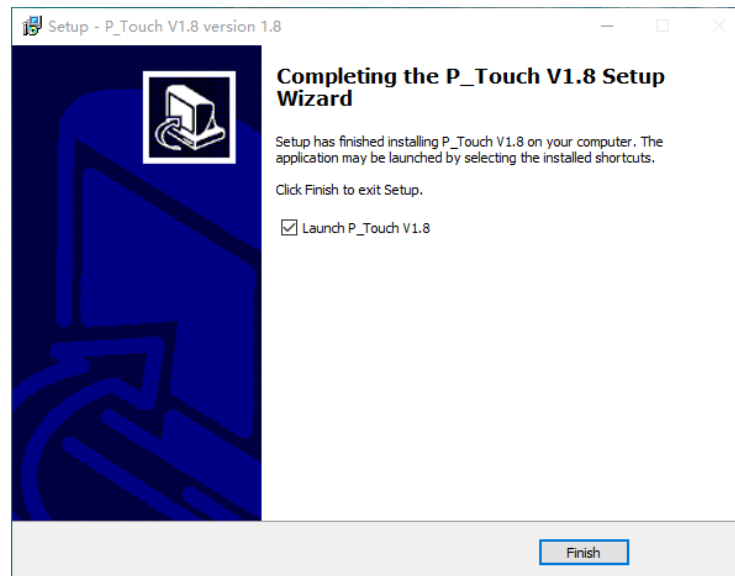 Setup - P_Touch V1.8 version 1.8
Completing the P_Touch V1.8 Setup
Wizard
Setup has finished installing P_Touch V1.8 on your computer. The
application may be launched by selecting the installed shortcuts.
Click Finish to exit Setup.
Launch P_Touch V1.8
Finish